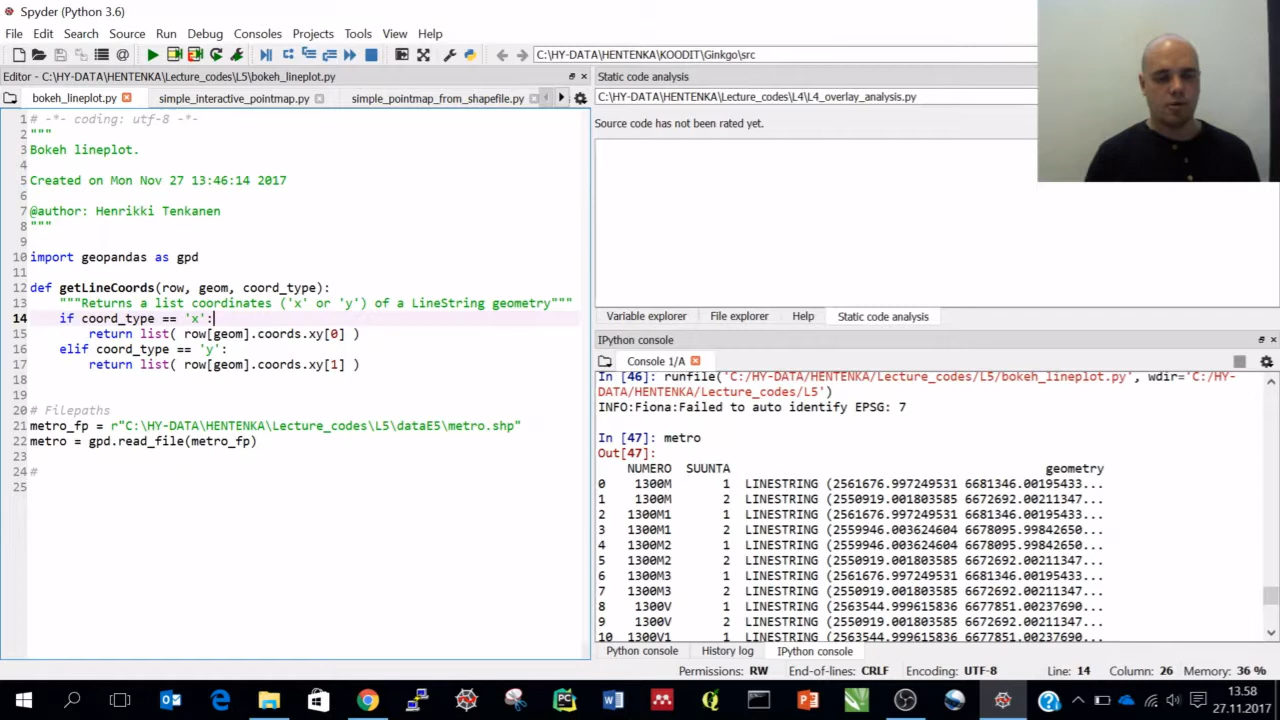 Spyder (Python 3.6)
File Edit Search Source Run Debug Consoles Projects Tools View Help
C:\HY-DATA\HENTENKA\KOODIT\Ginkgo\src
Editor - C:\HY-DATA\HENTENKA\Lecture_codes\L5\bokeh_lineplot.py
bokeh_lineplot.py simple_interactive_pointmap.py simple_pointmap_from_shapefile.py
1 # -*- coding: utf-8 -*-
2 """
3 Bokeh lineplot.
4
5 Created on Mon Nov 27 13:46:14 2017
6
7 @author: Henrikki Tenkanen
8 """
9
10 import geopandas as gpd
11
12 def getLineCoords(row, geom, coord_type):
13     """Returns a list coordinates ('x' or 'y') of a LineString geometry"""
14     if coord_type == 'x':
15         return list( row[geom].coords.xy[0] )
16     elif coord_type == 'y':
17         return list( row[geom].coords.xy[1] )
18
19
20 # Filepaths
21 metro_fp = r"C:\HY-DATA\HENTENKA\Lecture_codes\L5\dataE5\metro.shp"
22 metro = gpd.read_file(metro_fp)
23
24 #
25
Static code analysis
C:\HY-DATA\HENTENKA\Lecture_codes\L4\L4_overlay_analysis.py
Source code has not been rated yet.
Variable explorer File explorer Help Static code analysis
IPython console
Console 1/A
In [46]: runfile('C:/HY-DATA/HENTENKA/Lecture_codes/L5/bokeh_lineplot.py', wdir='C:/HY-
DATA/HENTENKA/Lecture_codes/L5')
INFO:Fiona:Failed to auto identify EPSG: 7
In [47]: metro
Out[47]:
NUMERO SUUNTA geometry
0 1300M 1 LINESTRING (2561676.997249531 6681346.00195433...
1 1300M 2 LINESTRING (2550919.001803585 6672692.00211347...
2 1300M1 1 LINESTRING (2561676.997249531 6681346.00195433...
3 1300M1 2 LINESTRING (2559946.003624604 6678095.99842650...
4 1300M2 1 LINESTRING (2559946.003624604 6678095.99842650...
5 1300M2 2 LINESTRING (2550919.001803585 6672692.00211347...
6 1300M3 1 LINESTRING (2561676.997249531 6681346.00195433...
7 1300M3 2 LINESTRING (2550919.001803585 6672692.00211347...
8 1300V 1 LINESTRING (2563544.999615836 6677851.00237690...
9 1300V 2 LINESTRING (2550919.001803585 6672692.00211347...
10 1300V1 1 LINESTRING (2563544.999615836 6677851.00237690...
Python console History log IPython console
Permissions: RW End-of-lines: CRLF Encoding: UTF-8 Line: 14 Column: 26 Memory: 36 %
13.58
27.11.2017